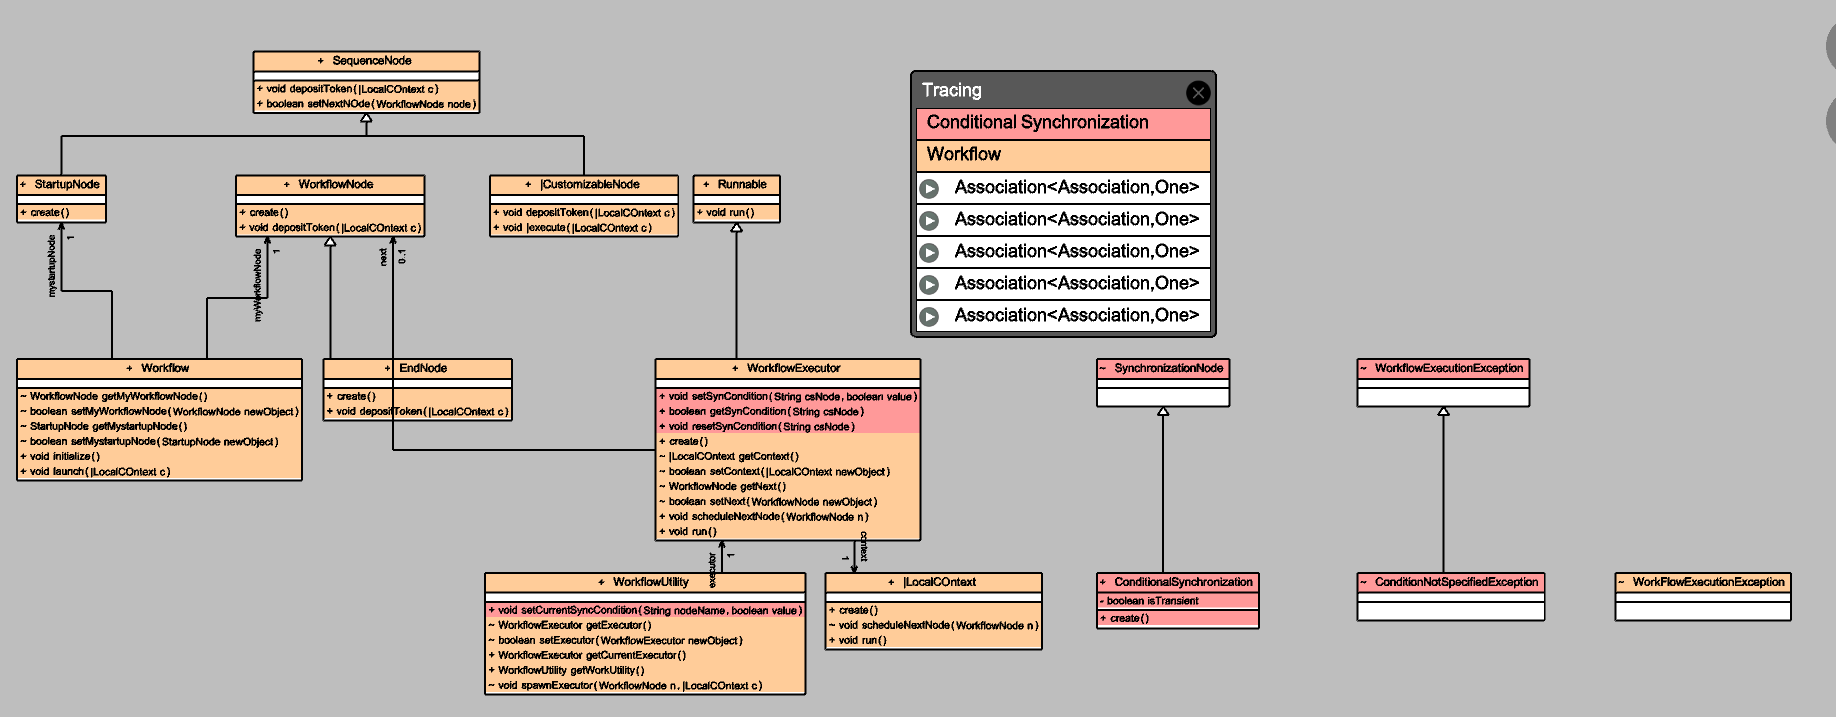 + SequenceNode
+ void depositToken(|LocalCOntext c)
+ boolean setNextNOde(WorkflowNode node)
Tracing
Conditional Synchronization
Workflow
Association<Association,One>
Association<Association,One>
Association<Association,One>
Association<Association,One>
Association<Association,One>
+ StartupNode
+ create()
+ WorkflowNode
+ create()
+ void depositToken(|LocalCOntext c)
+ |CustomizableNode
+ void depositToken(|LocalCOntext c)
+ void |execute(|LocalCOntext c)
+ Runnable
+ void run()
mystartupNode
1
myWorkflowNode
1
next
0..1
+ Workflow
~ WorkflowNode getMyWorkflowNode()
~ boolean setMyWorkflowNode(WorkflowNode newObject)
~ StartupNode getMystartupNode()
~ boolean setMystartupNode(StartupNode newObject)
+ void initialize()
+ void launch(|LocalCOntext c)
+ EndNode
+ create()
+ void depositToken(|LocalCOntext c)
+ WorkflowExecutor
+ void setSynCondition(String csNode, boolean value)
+ boolean getSynCondition(String csNode)
+ void resetSynCondition(String csNode)
+ create()
~ |LocalCOntext getContext()
~ boolean setContext(|LocalCOntext newObject)
~ WorkflowNode getNext()
~ boolean setNext(WorkflowNode newObject)
+ void scheduleNextNode(WorkflowNode n)
+ void run()
~ SynchronizationNode
~ WorkflowExecutionException
executor
1
context
1
+ WorkflowUtility
+ void setCurrentSyncCondition(String nodeName, boolean value)
~ WorkflowExecutor getExecutor()
~ boolean setExecutor(WorkflowExecutor newObject)
+ WorkflowExecutor getCurrentExecutor()
+ WorkflowUtility getWorkUtility()
~ void spawnExecutor(WorkflowNode n, |LocalCOntext c)
+ |LocalCOntext
+ create()
~ void scheduleNextNode(WorkflowNode n)
+ void run()
+ ConditionalSynchronization
- boolean isTransient
+ create()
~ ConditionNotSpecifiedException
~ WorkFlowExecutionException